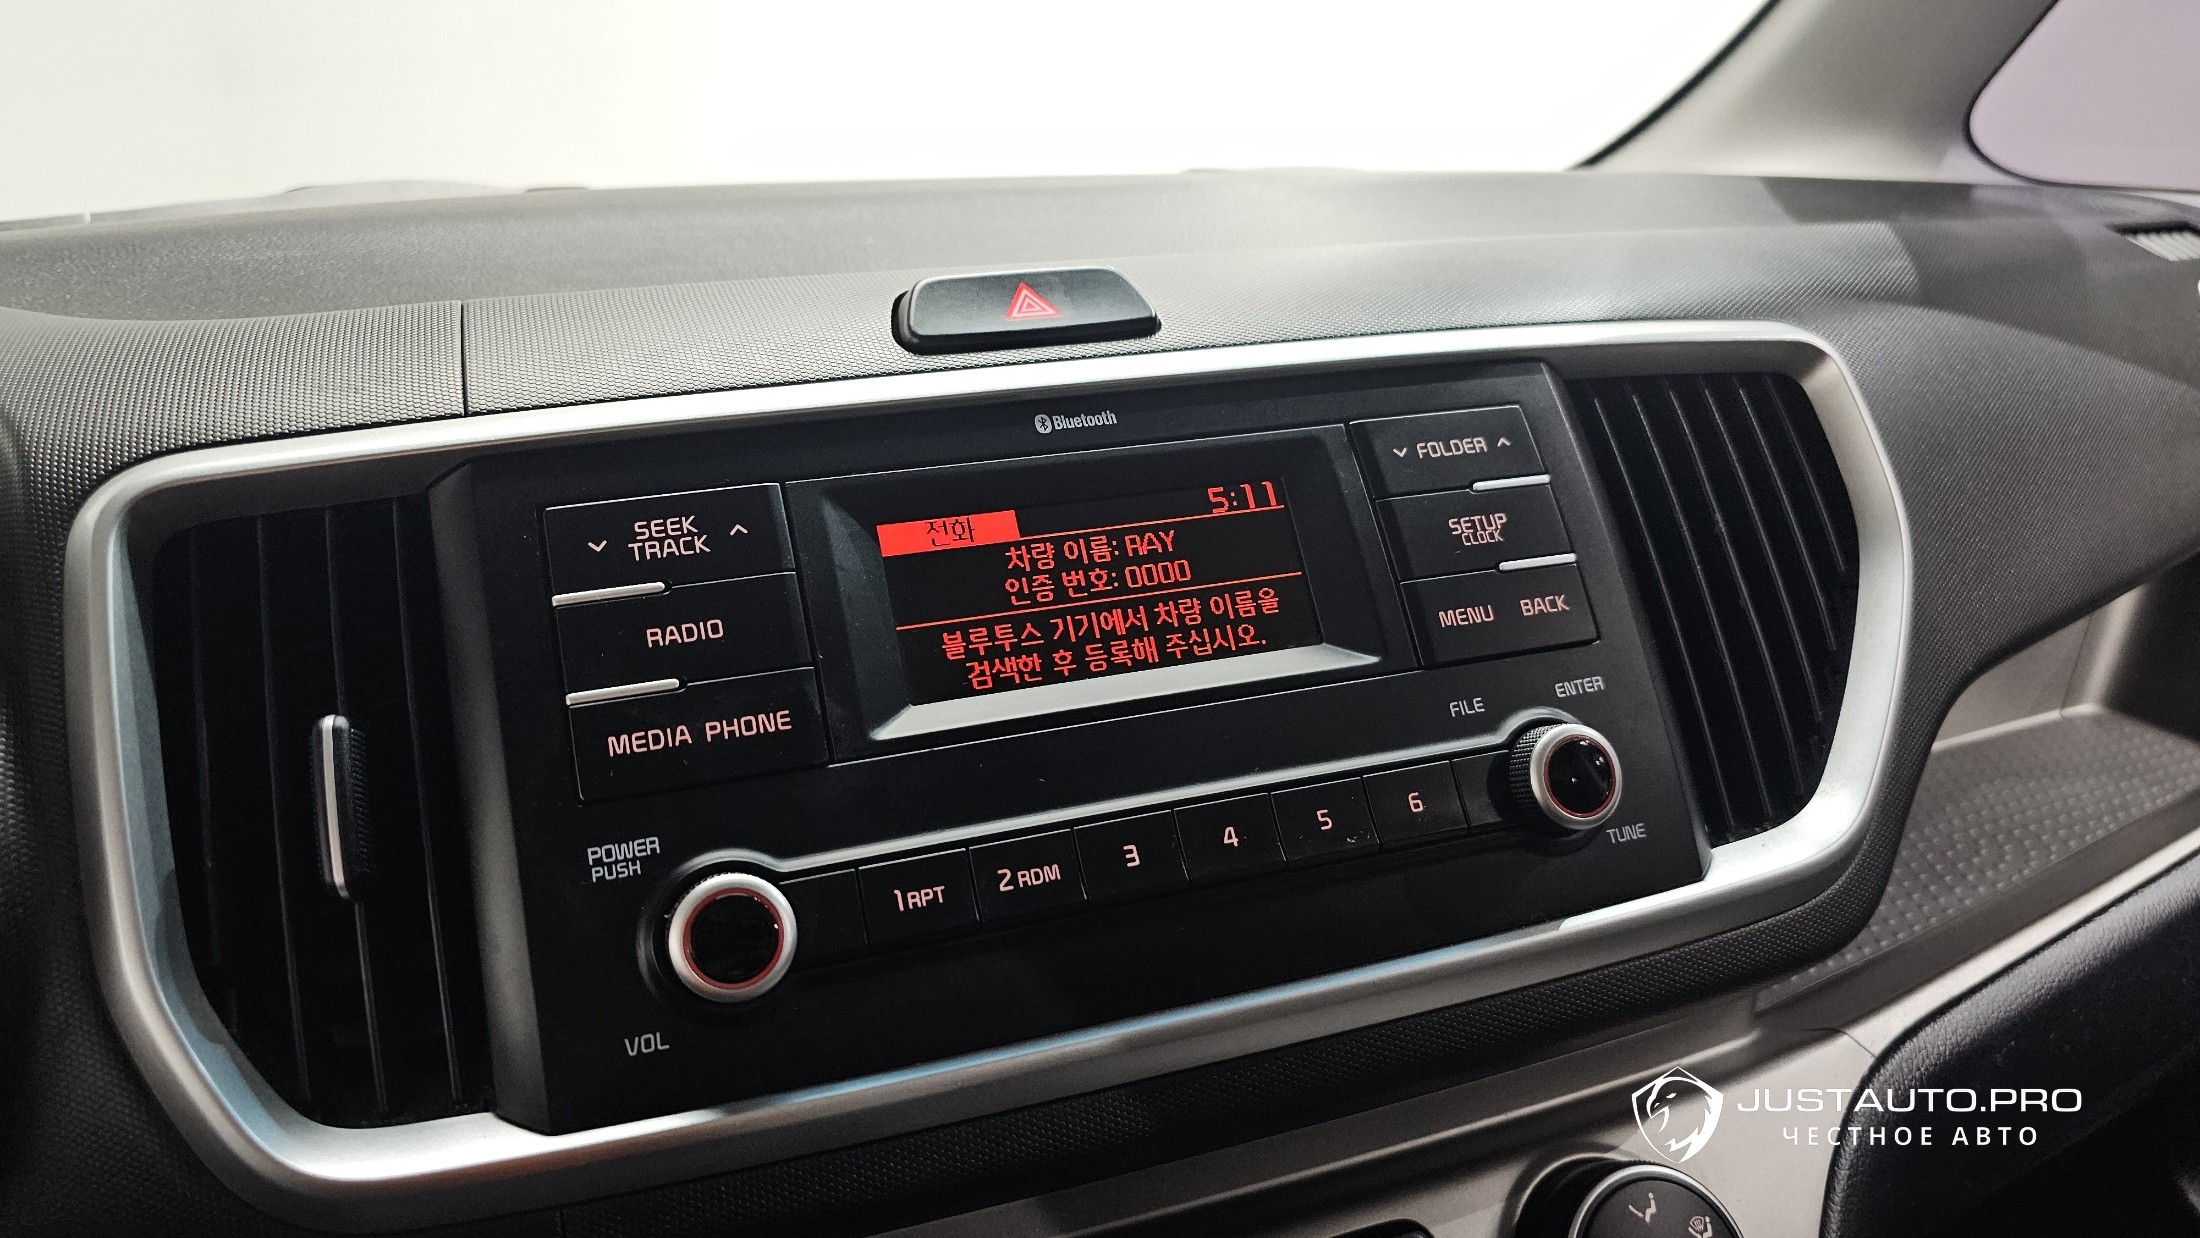 Bluetooth
SEEK
TRACK
RADIO
MEDIA PHONE
전화
5:11
차량 이름: RAY
인증 번호: 0000
블루투스 기기에서 차량 이름을
검색한 후 등록해 주십시오.
FOLDER
SETUP
CLOCK
MENU BACK
FILE
ENTER
TUNE
POWER
PUSH
VOL
1 RPT
2 RDM
3
4
5
6
JUSTAUTO.PRO
ЧЕСТНОЕ АВТО